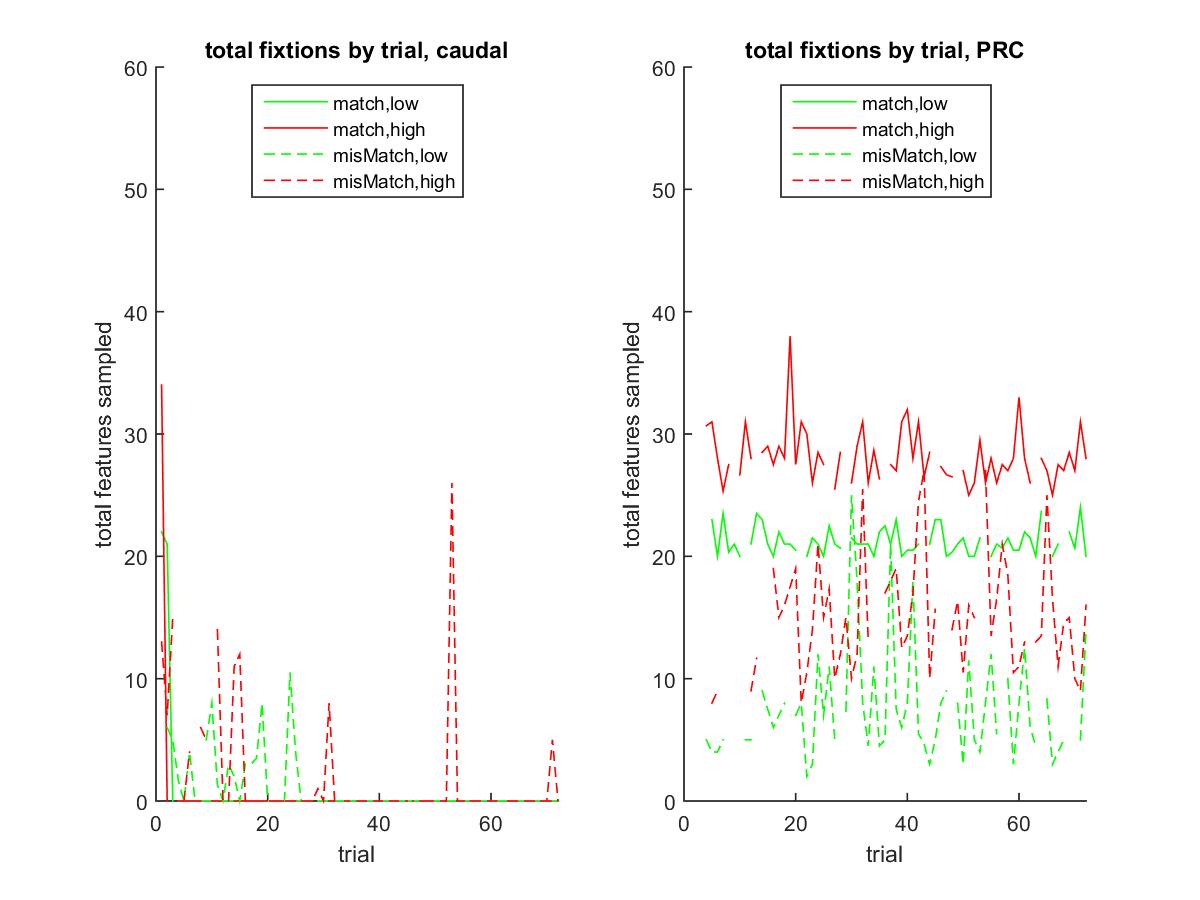 total fixtions by trial, caudal
60
50
40
30
20
10
0
0
20
40
60
total features sampled
trial
match,low
match,high
misMatch,low
misMatch,high
total fixtions by trial, PRC
60
50
40
30
20
10
0
0
20
40
60
total features sampled
trial
match,low
match,high
misMatch,low
misMatch,high